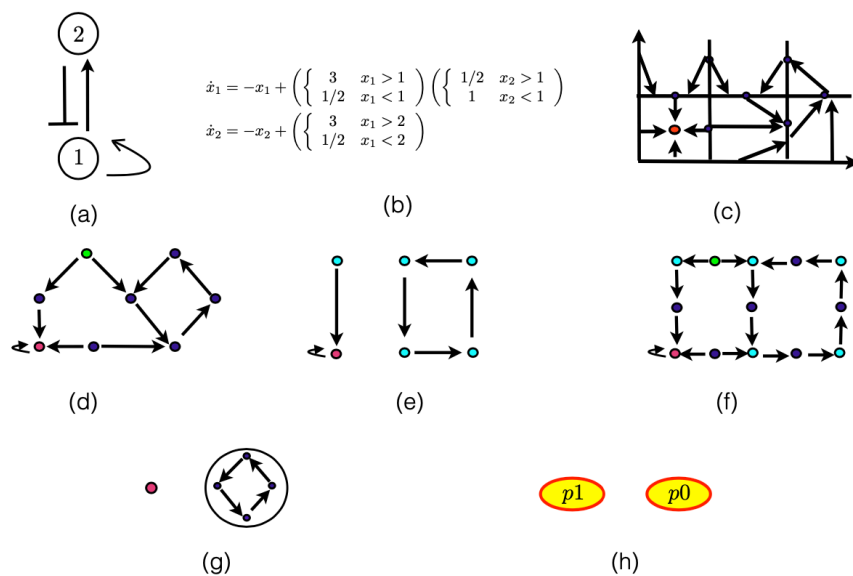 2
1
(a)
ẋ₁ = −x₁ + ( { 3 x₁ > 1
1/2 x₁ < 1 ) ( { 1/2 x₂ > 1
1 x₂ < 1 )
ẋ₂ = −x₂ + ( { 3 x₁ > 2
1/2 x₁ < 2 )
(b)
(c)
(d)
(e)
(f)
(g)
p1 p0
(h)